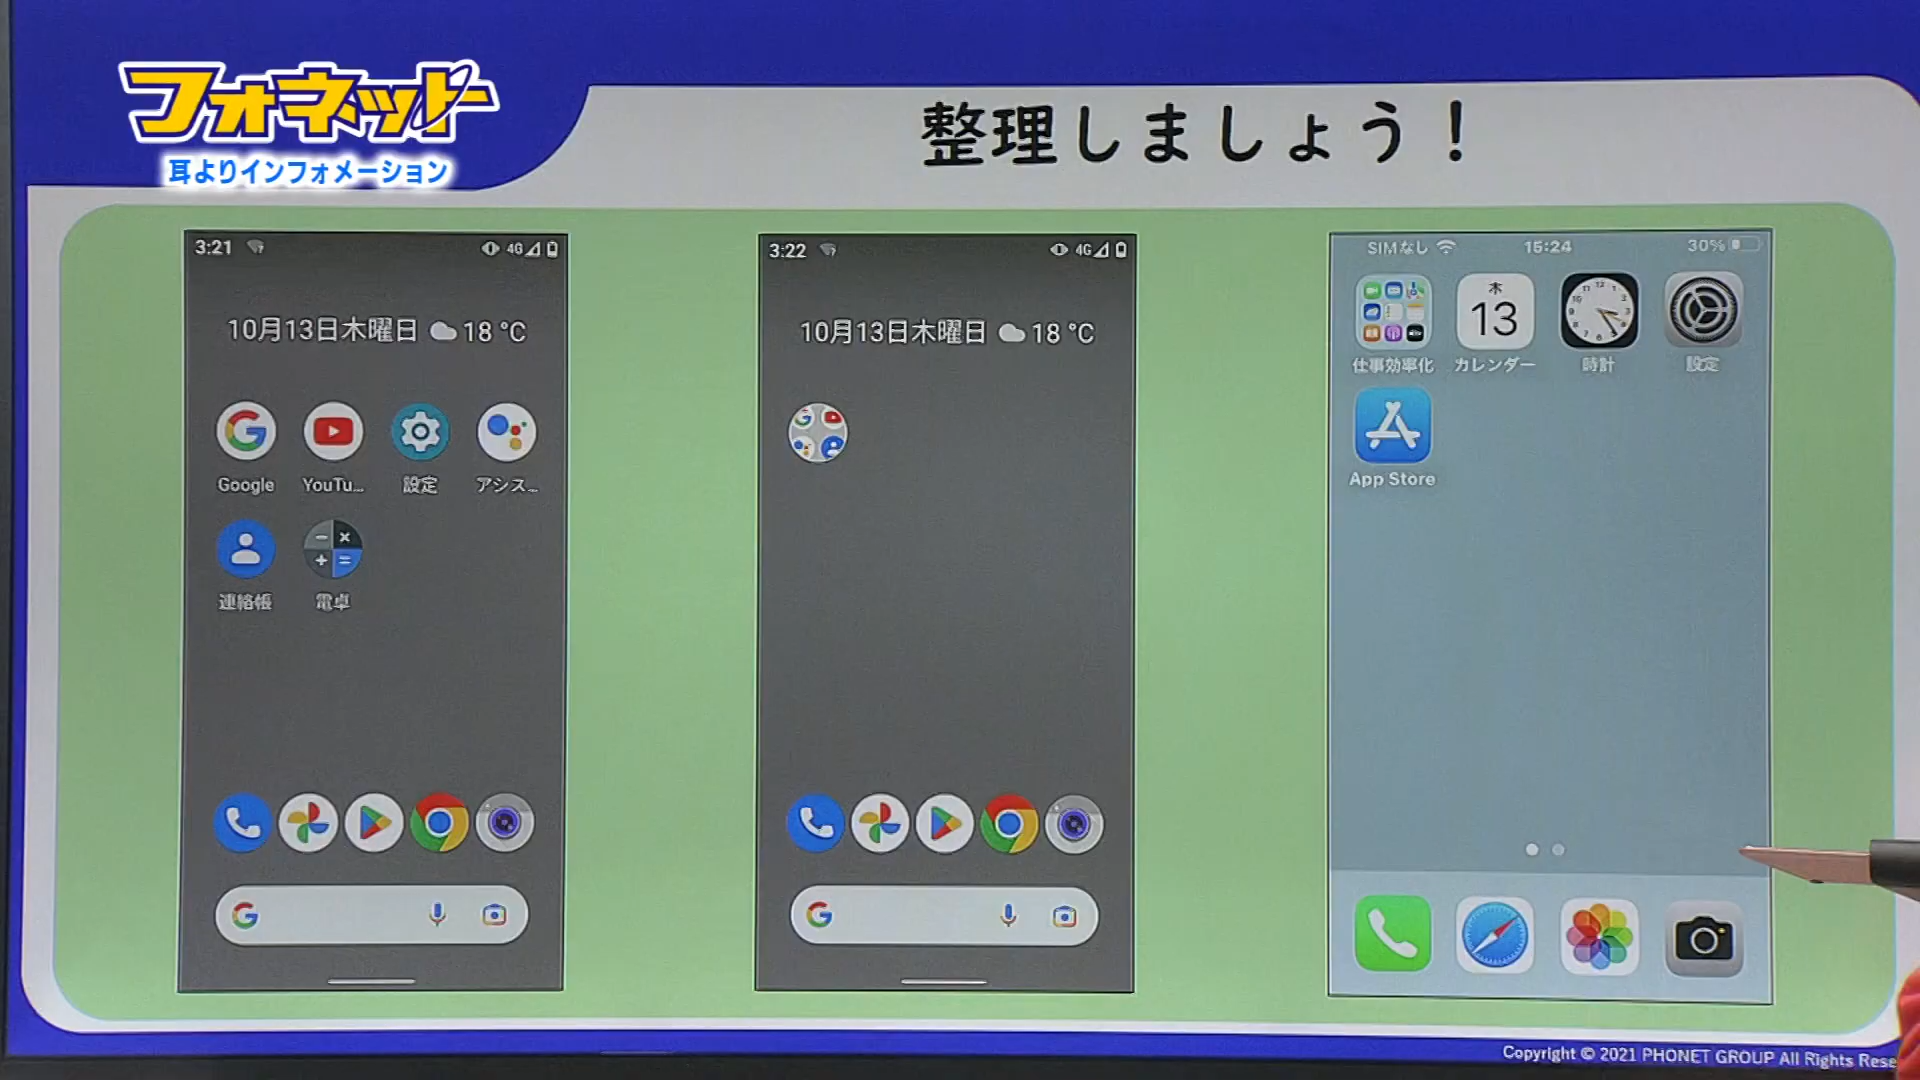 フォネット
耳よりインフォメーション
整理しましょう！
3:21
4G
10月13日木曜日 18 °C
Google
YouTu...
設定
アシス...
連絡帳
電卓
3:22
4G
10月13日木曜日 18 °C
SIMなし
15:24
30%
木
13
仕事効率化
カレンダー
時計
設定
App Store
Copyright © 2021 PHONET GROUP All Rights Rese